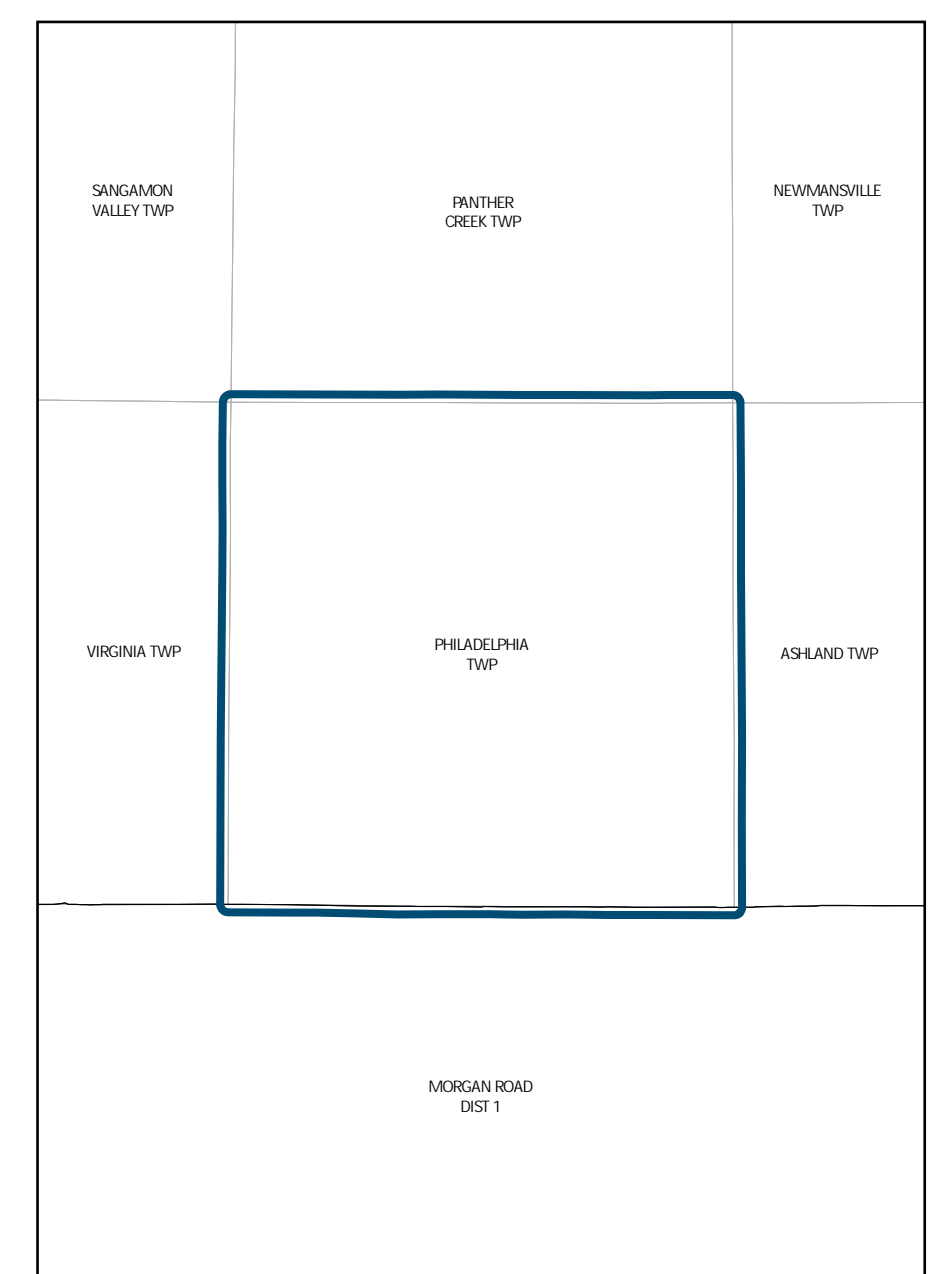 SANGAMON
VALLEY TWP
PANTHER
CREEK TWP
NEWMANSVILLE
TWP
VIRGINIA TWP
PHILADELPHIA
TWP
ASHLAND TWP
MORGAN ROAD
DIST 1